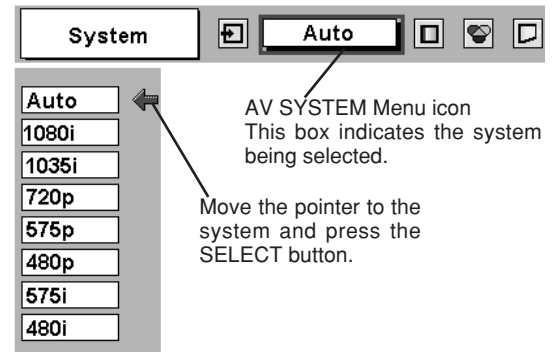 System
Auto
AV SYSTEM Menu icon
This box indicates the system
being selected.
Move the pointer to the
system and press the
SELECT button.
Auto
1080i
1035i
720p
575p
480p
575i
480i